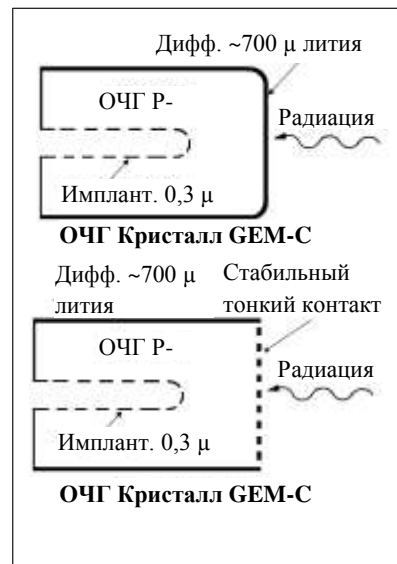 Дифф. ~700 μ лития
ОЧГ P-
Радиация
Имплант. 0,3 μ
ОЧГ Кристалл GEM-C
Дифф. ~700 μ
лития
Стабильный
тонкий контакт
ОЧГ P-
Радиация
Имплант. 0,3 μ
ОЧГ Кристалл GEM-C